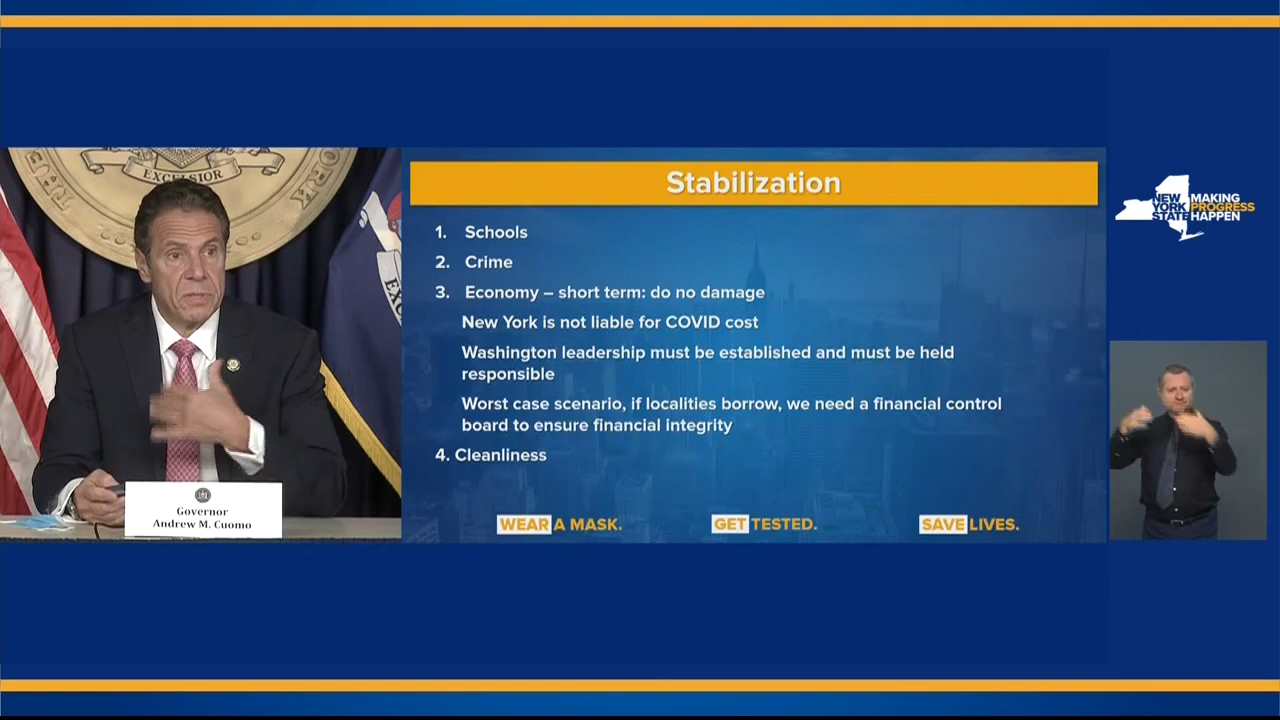 EXCELSIOR
ORK
THE
EXC
Governor
Andrew M. Cuomo
Stabilization
1. Schools
2. Crime
3. Economy – short term: do no damage
New York is not liable for COVID cost
Washington leadership must be established and must be held
responsible
Worst case scenario, if localities borrow, we need a financial control
board to ensure financial integrity
4. Cleanliness
WEAR A MASK.
GET TESTED.
SAVE LIVES.
NEW
YORK
STATE
MAKING
PROGRESS
HAPPEN